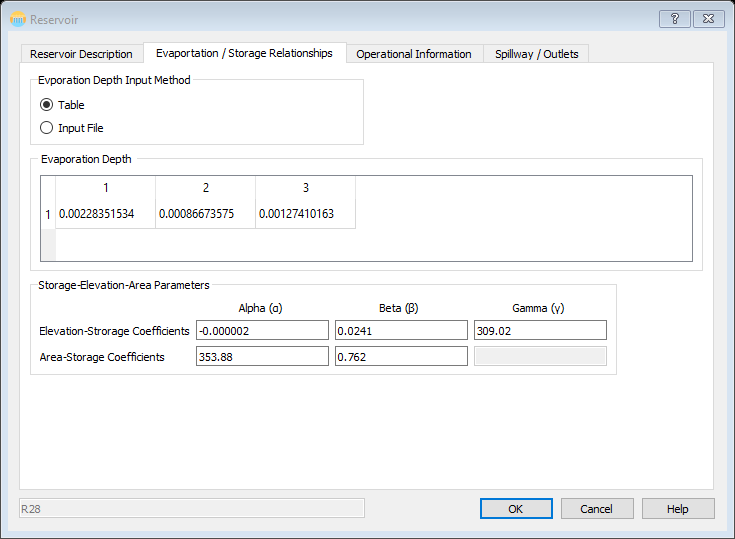 Reservoir
Reservoir Description Evaportation / Storage Relationships Operational Information Spillway / Outlets
Evporation Depth Input Method
Table
Input File
Evaporation Depth
1 2 3
1 0.00228351534 0.00086673575 0.00127410163
Storage-Elevation-Area Parameters
Alpha (α) Beta (β) Gamma (γ)
Elevation-Strorage Coefficients -0.000002 0.0241 309.02
Area-Storage Coefficients 353.88 0.762
R28 OK Cancel Help